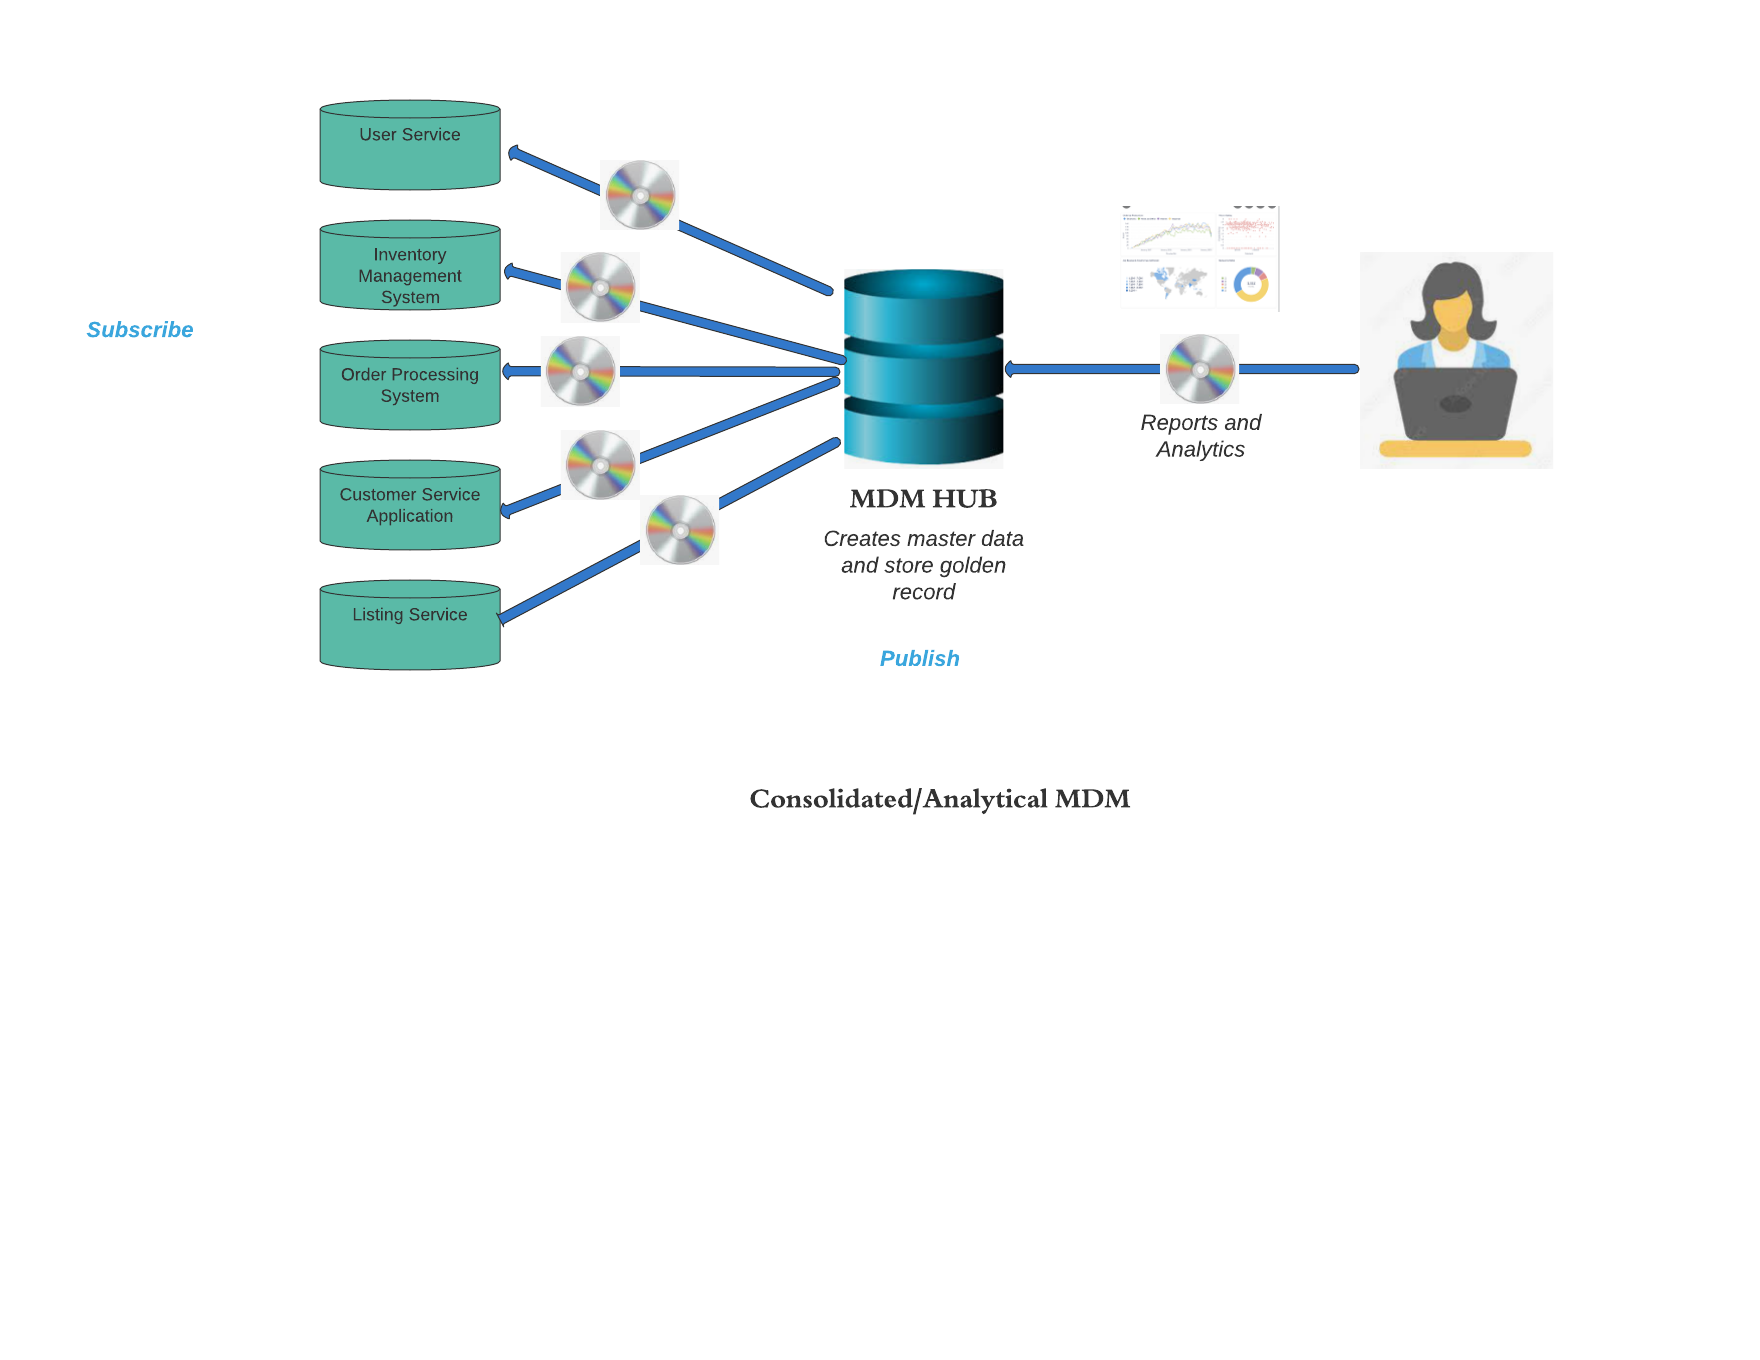 User Service
Inventory
Management
System
Subscribe
Order Processing
System
Customer Service
Application
Listing Service
MDM HUB
Creates master data
and store golden
record
Publish
Reports and
Analytics
Consolidated/Analytical MDM